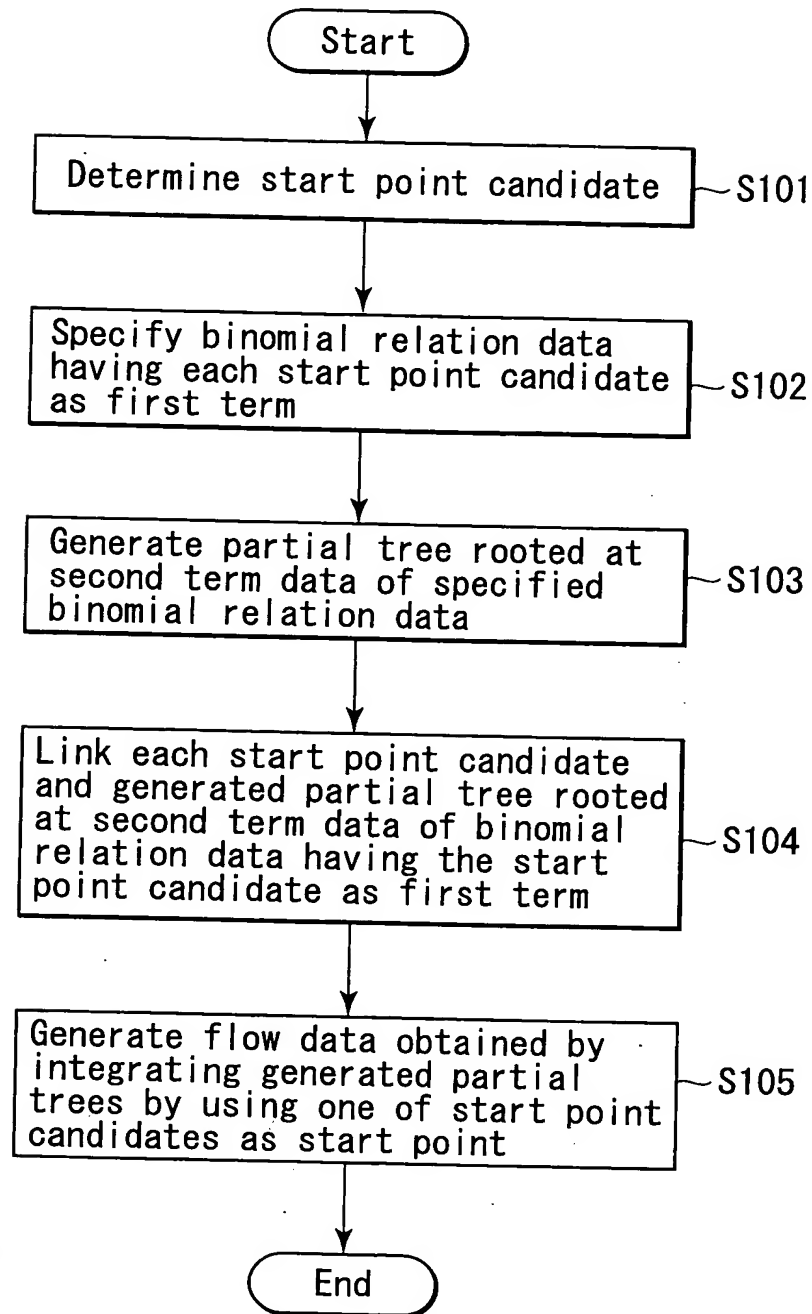 Start
Determine start point candidate
S101
Specify binomial relation data
having each start point candidate
as first term
S102
Generate partial tree rooted at
second term data of specified
binomial relation data
S103
Link each start point candidate
and generated partial tree rooted
at second term data of binomial
relation data having the start
point candidate as first term
S104
Generate flow data obtained by
integrating generated partial
trees by using one of start point
candidates as start point
S105
End